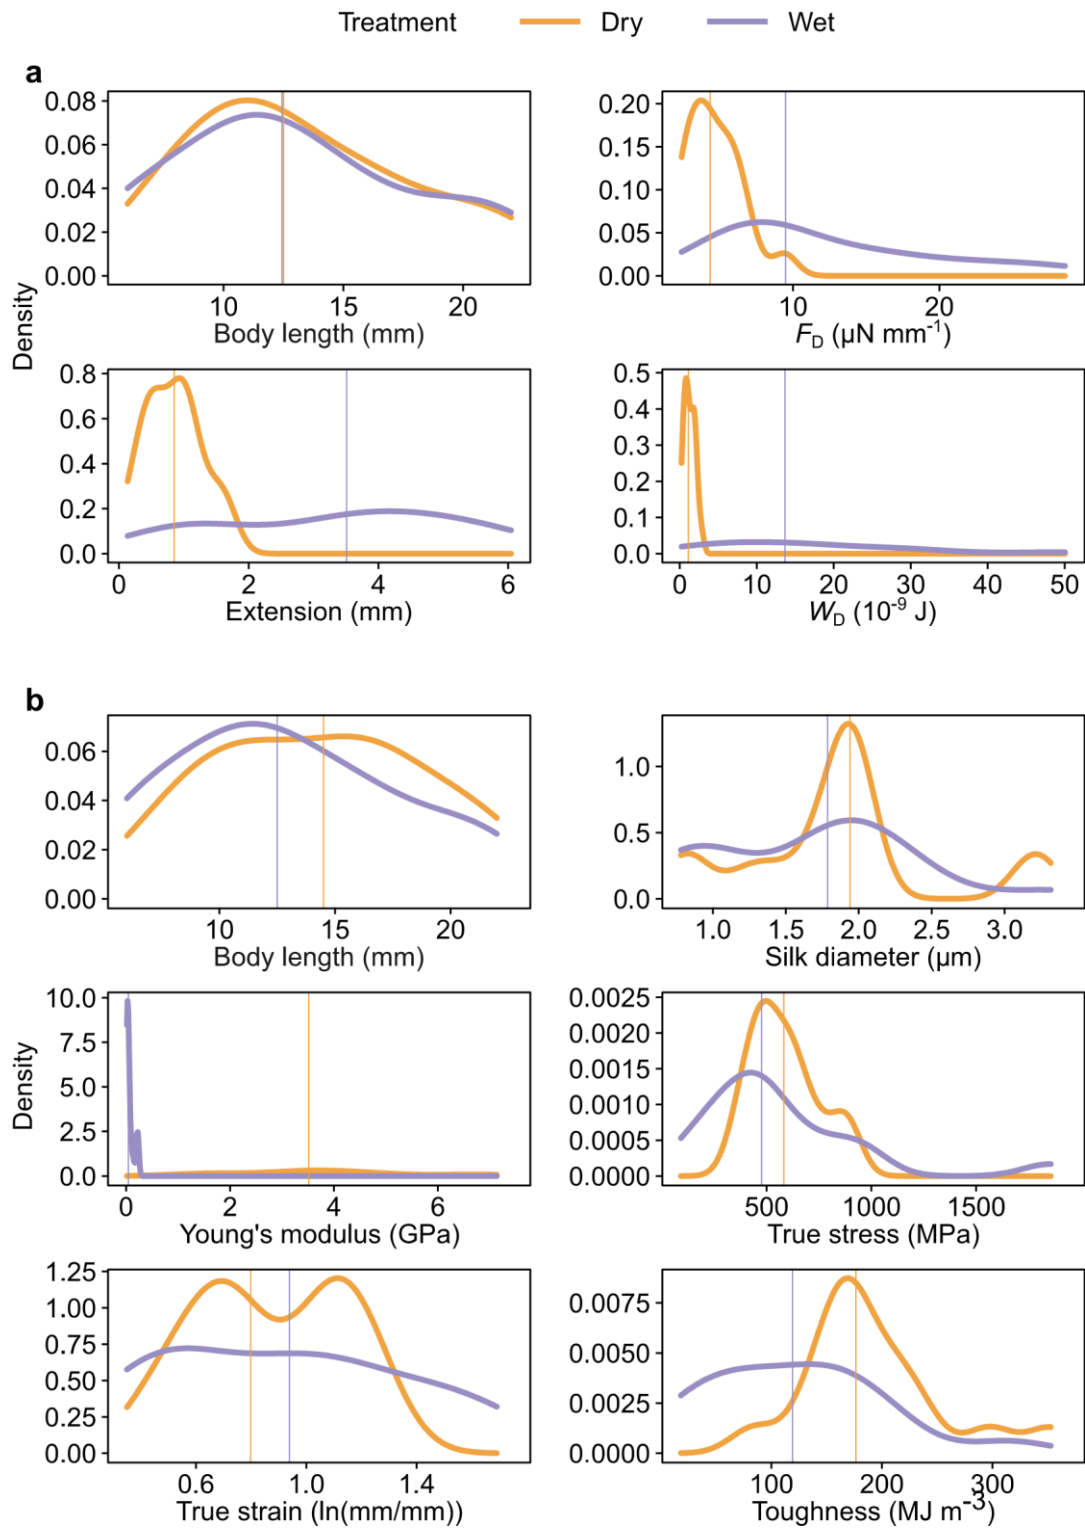 Treatment Dry Wet
a
0.08 0.06 0.04 0.02 0.00
10 15 20
Body length (mm)
0.20 0.15 0.10 0.05 0.00
10 20
F_D (µN mm⁻¹)
Density
0.8 0.6 0.4 0.2 0.0
0 2 4 6
Extension (mm)
0.5 0.4 0.3 0.2 0.1 0.0
0 10 20 30 40 50
W_D (10⁻⁹ J)
b
0.06 0.04 0.02 0.00
10 15 20
Body length (mm)
1.0 0.5 0.0
1.0 1.5 2.0 2.5 3.0
Silk diameter (µm)
Density
10.0 7.5 5.0 2.5 0.0
0 2 4 6
Young's modulus (GPa)
0.0025 0.0020 0.0015 0.0010 0.0005 0.0000
500 1000 1500
True stress (MPa)
1.25 1.00 0.75 0.50 0.25 0.00
0.6 1.0 1.4
True strain (ln(mm/mm))
0.0075 0.0050 0.0025 0.0000
100 200 300
Toughness (MJ m⁻³)